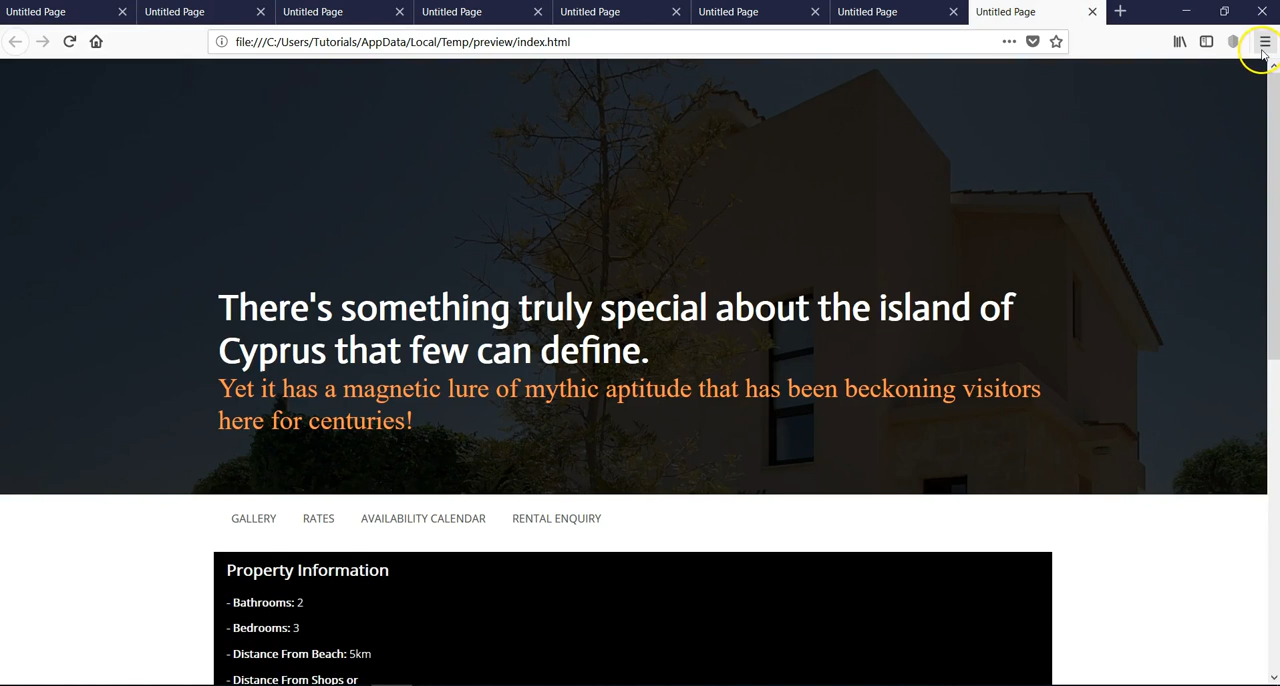 Untitled Page Untitled Page Untitled Page Untitled Page Untitled Page Untitled Page Untitled Page Untitled Page
file:///C:/Users/Tutorials/AppData/Local/Temp/preview/index.html
There's something truly special about the island of
Cyprus that few can define.
Yet it has a magnetic lure of mythic aptitude that has been beckoning visitors
here for centuries!
GALLERY RATES AVAILABILITY CALENDAR RENTAL ENQUIRY
Property Information
- Bathrooms: 2
- Bedrooms: 3
- Distance From Beach: 5km
- Distance From Shops or